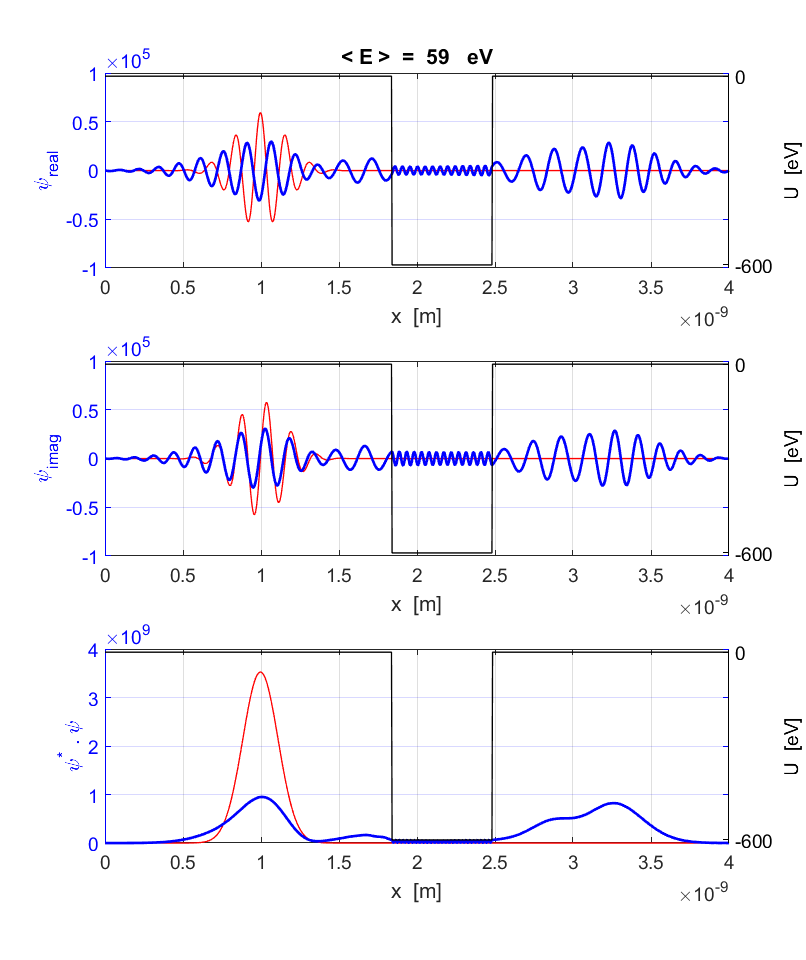 < E > = 59 eV
×10^5
1
0.5
0
-0.5
-1
ψ_real
0
-600
U [eV]
0 0.5 1 1.5 2 2.5 3 3.5 4
x [m]
×10^-9
×10^5
1
0.5
0
-0.5
-1
ψ_imag
0
-600
U [eV]
0 0.5 1 1.5 2 2.5 3 3.5 4
x [m]
×10^-9
×10^9
4
3
2
1
0
ψ^* . ψ
0
-600
U [eV]
0 0.5 1 1.5 2 2.5 3 3.5 4
x [m]
×10^-9